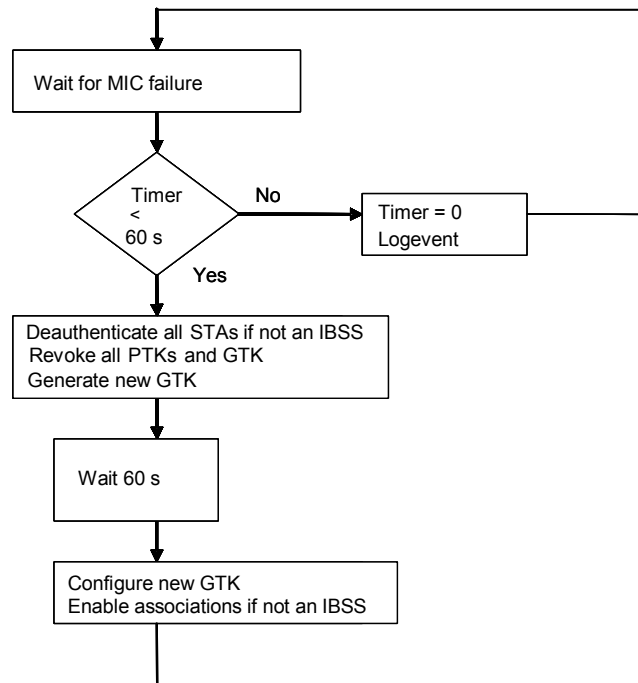 Wait for MIC failure
Timer
<
60 s
No
Timer = 0
Logevent
Yes
Deauthenticate all STAs if not an IBSS
Revoke all PTKs and GTK
Generate new GTK
Wait 60 s
Configure new GTK
Enable associations if not an IBSS